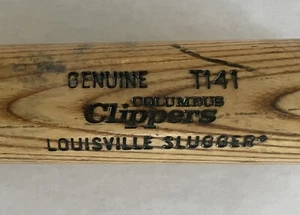 GENUINE T141
COLUMBUS
Clippers
LOUISVILLE SLUGGER®